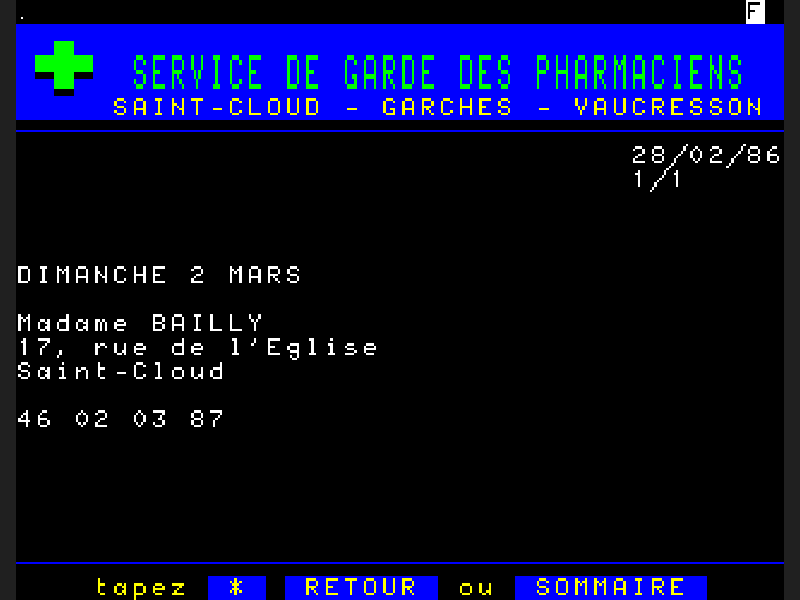 .
F
SERVICE DE GARDE DES PHARMACIENS
SAINT-CLOUD - GARCHES - VAUCRESSON
28/02/86
1/1
DIMANCHE 2 MARS
Madame BAILLY
17, rue de l'Eglise
Saint-Cloud
46 02 03 87
tapez * RETOUR ou SOMMAIRE